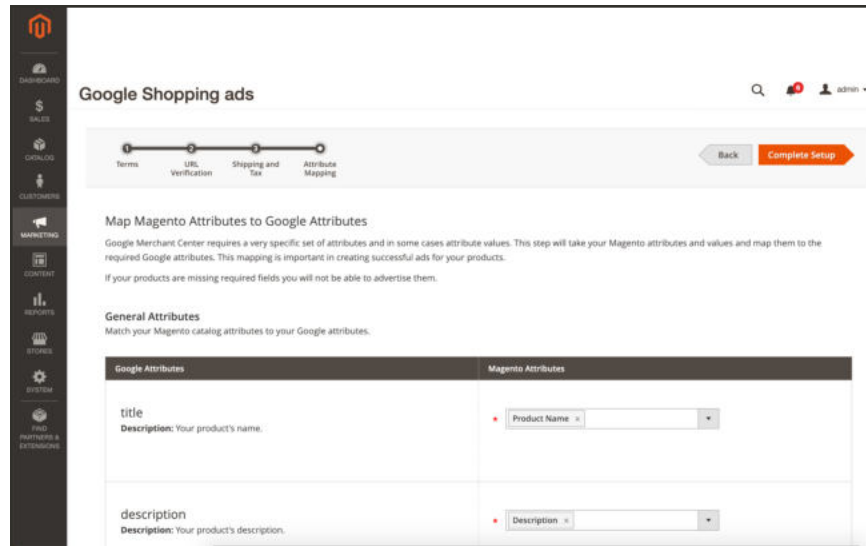 DASHBOARD
$
SALES
CATALOG
CUSTOMERS
MARKETING
CONTENT
REPORTS
STORES
SYSTEM
FIND
PARTNERS &
EXTENSIONS
Google Shopping ads
admin
1 2 3
Terms
URL
Verification
Shipping and
Tax
Attribute
Mapping
Back
Complete Setup
Map Magento Attributes to Google Attributes
Google Merchant Center requires a very specific set of attributes and in some cases attribute values. This step will take your Magento attributes and values and map them to the
required Google attributes. This mapping is important in creating successful ads for your products.
If your products are missing required fields you will not be able to advertise them.
General Attributes
Match your Magento catalog attributes to your Google attributes.
Google Attributes Magento Attributes
title
Description: Your product's name.
* Product Name ×
description
Description: Your product's description.
* Description ×